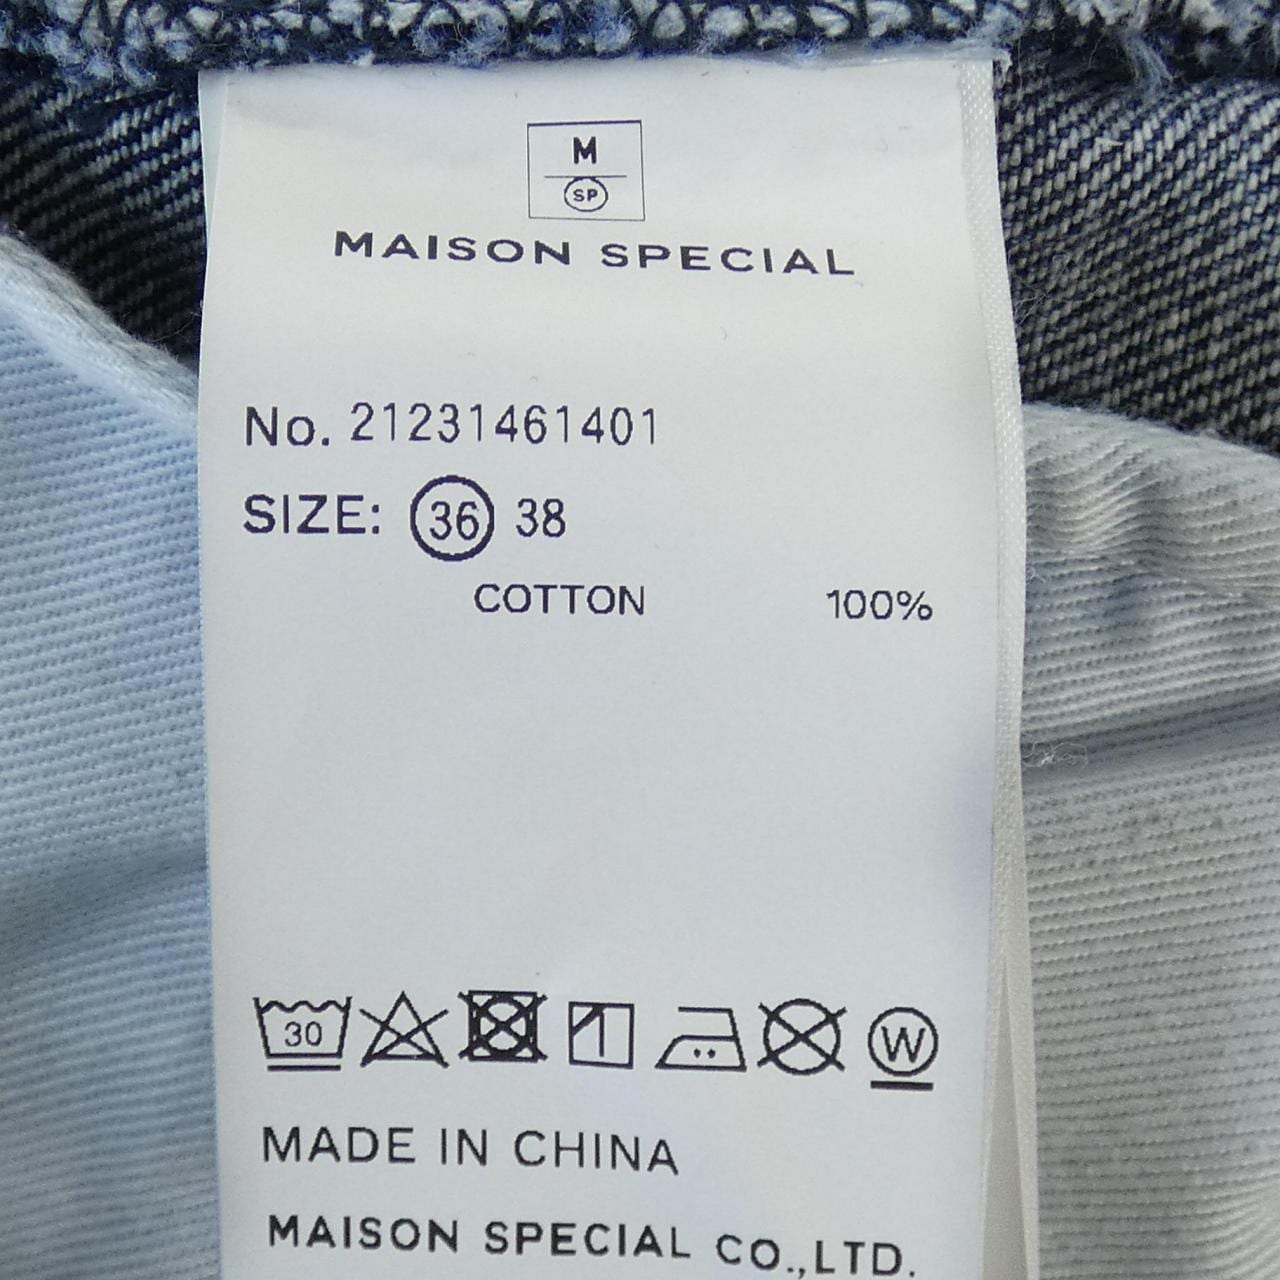 M
SP
MAISON SPECIAL
No. 21231461401
SIZE: 36 38
COTTON 100%
30 W
MADE IN CHINA
MAISON SPECIAL CO.,LTD.